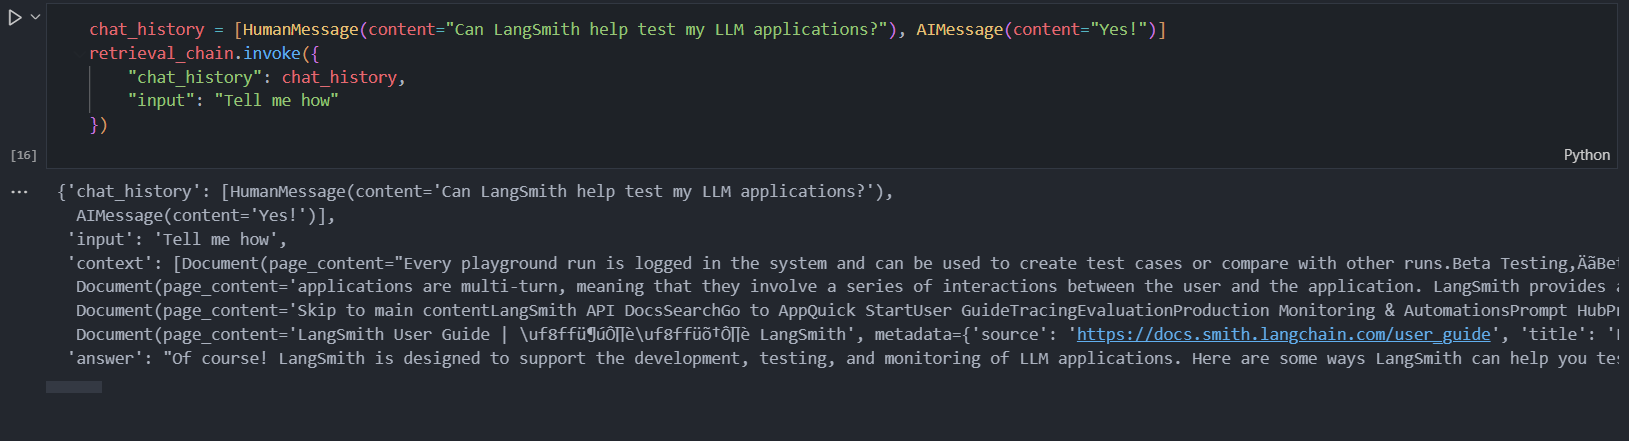 chat_history = [HumanMessage(content="Can LangSmith help test my LLM applications?"), AIMessage(content="Yes!")]
retrieval_chain.invoke({
    "chat_history": chat_history,
    "input": "Tell me how"
})
[16]
Python
... {'chat_history': [HumanMessage(content='Can LangSmith help test my LLM applications?'),
  AIMessage(content='Yes!')],
 'input': 'Tell me how',
 'context': [Document(page_content="Every playground run is logged in the system and can be used to create test cases or compare with other runs.Beta Testing‚ÄãBet
  Document(page_content='applications are multi-turn, meaning that they involve a series of interactions between the user and the application. LangSmith provides a
  Document(page_content='Skip to main contentLangSmith API DocsSearchGo to AppQuick StartUser GuideTracingEvaluationProduction Monitoring & AutomationsPrompt HubPr
  Document(page_content='LangSmith User Guide | \uf8ffü¶úÔ∏è\uf8ffüõ†Ô∏è LangSmith', metadata={'source': 'https://docs.smith.langchain.com/user_guide', 'title': '
 'answer': "Of course! LangSmith is designed to support the development, testing, and monitoring of LLM applications. Here are some ways LangSmith can help you tes